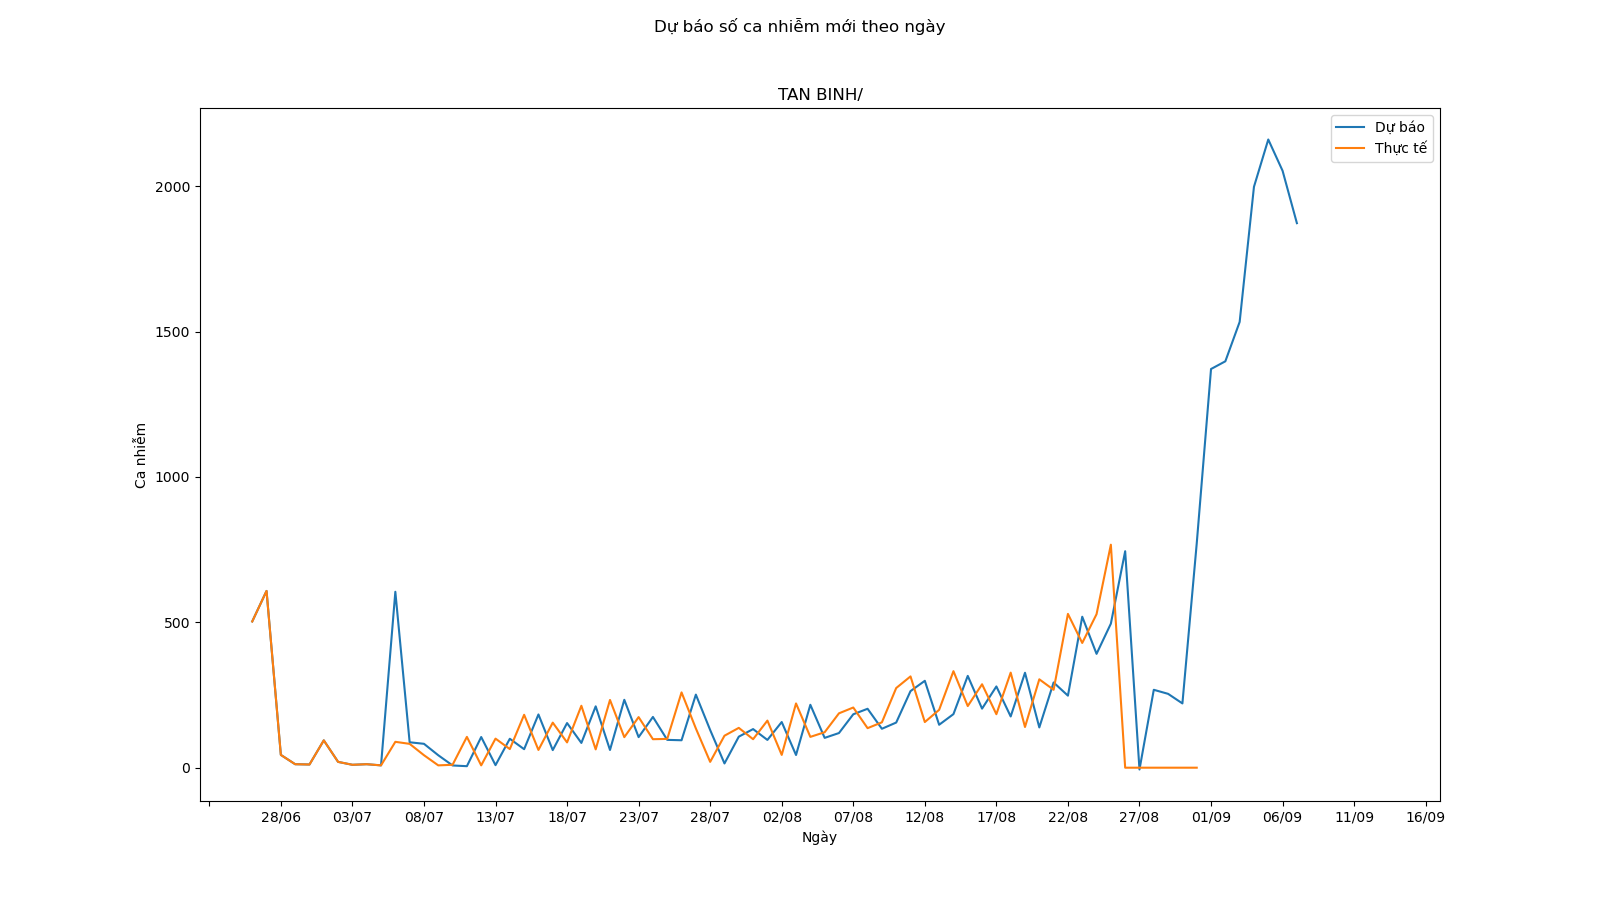 Dự báo số ca nhiễm mới theo ngày
TAN BINH/
Dự báo
Thực tế
2000
1500
1000
500
0
Ca nhiễm
28/06 03/07 08/07 13/07 18/07 23/07 28/07 02/08 07/08 12/08 17/08 22/08 27/08 01/09 06/09 11/09 16/09
Ngày